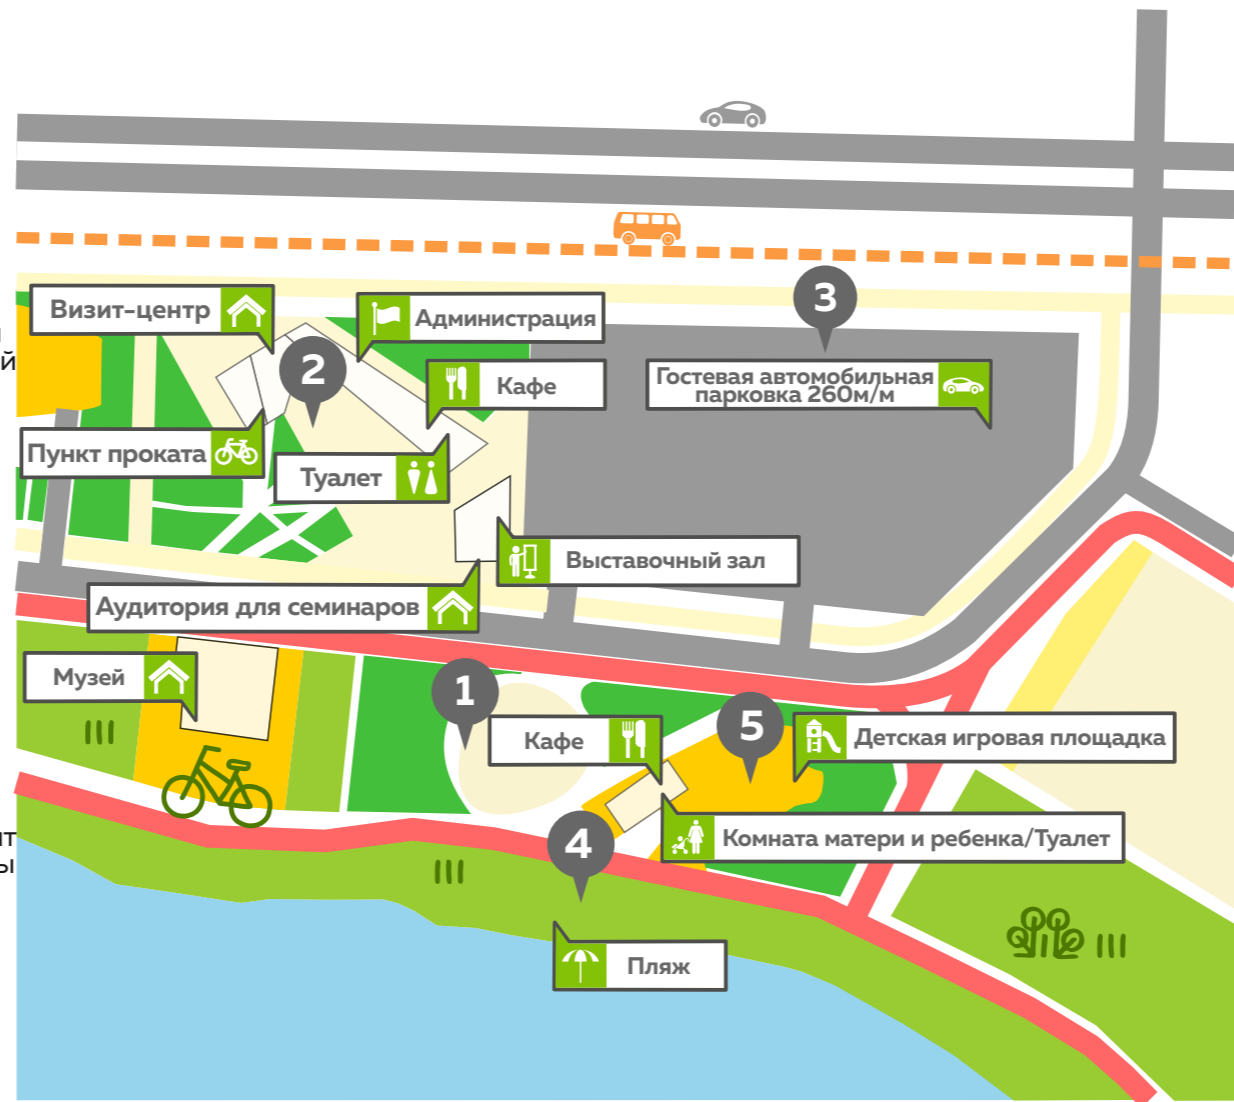 3
Визит-центр
Администрация
й
2
Гостевая автомобильная
парковка 260м/м
Кафе
Пункт проката
Туалет
Выставочный зал
Аудитория для семинаров
Музей
1
5
Кафе
Детская игровая площадка
ит
4
Комната матери и ребенка/Туалет
ы
Пляж